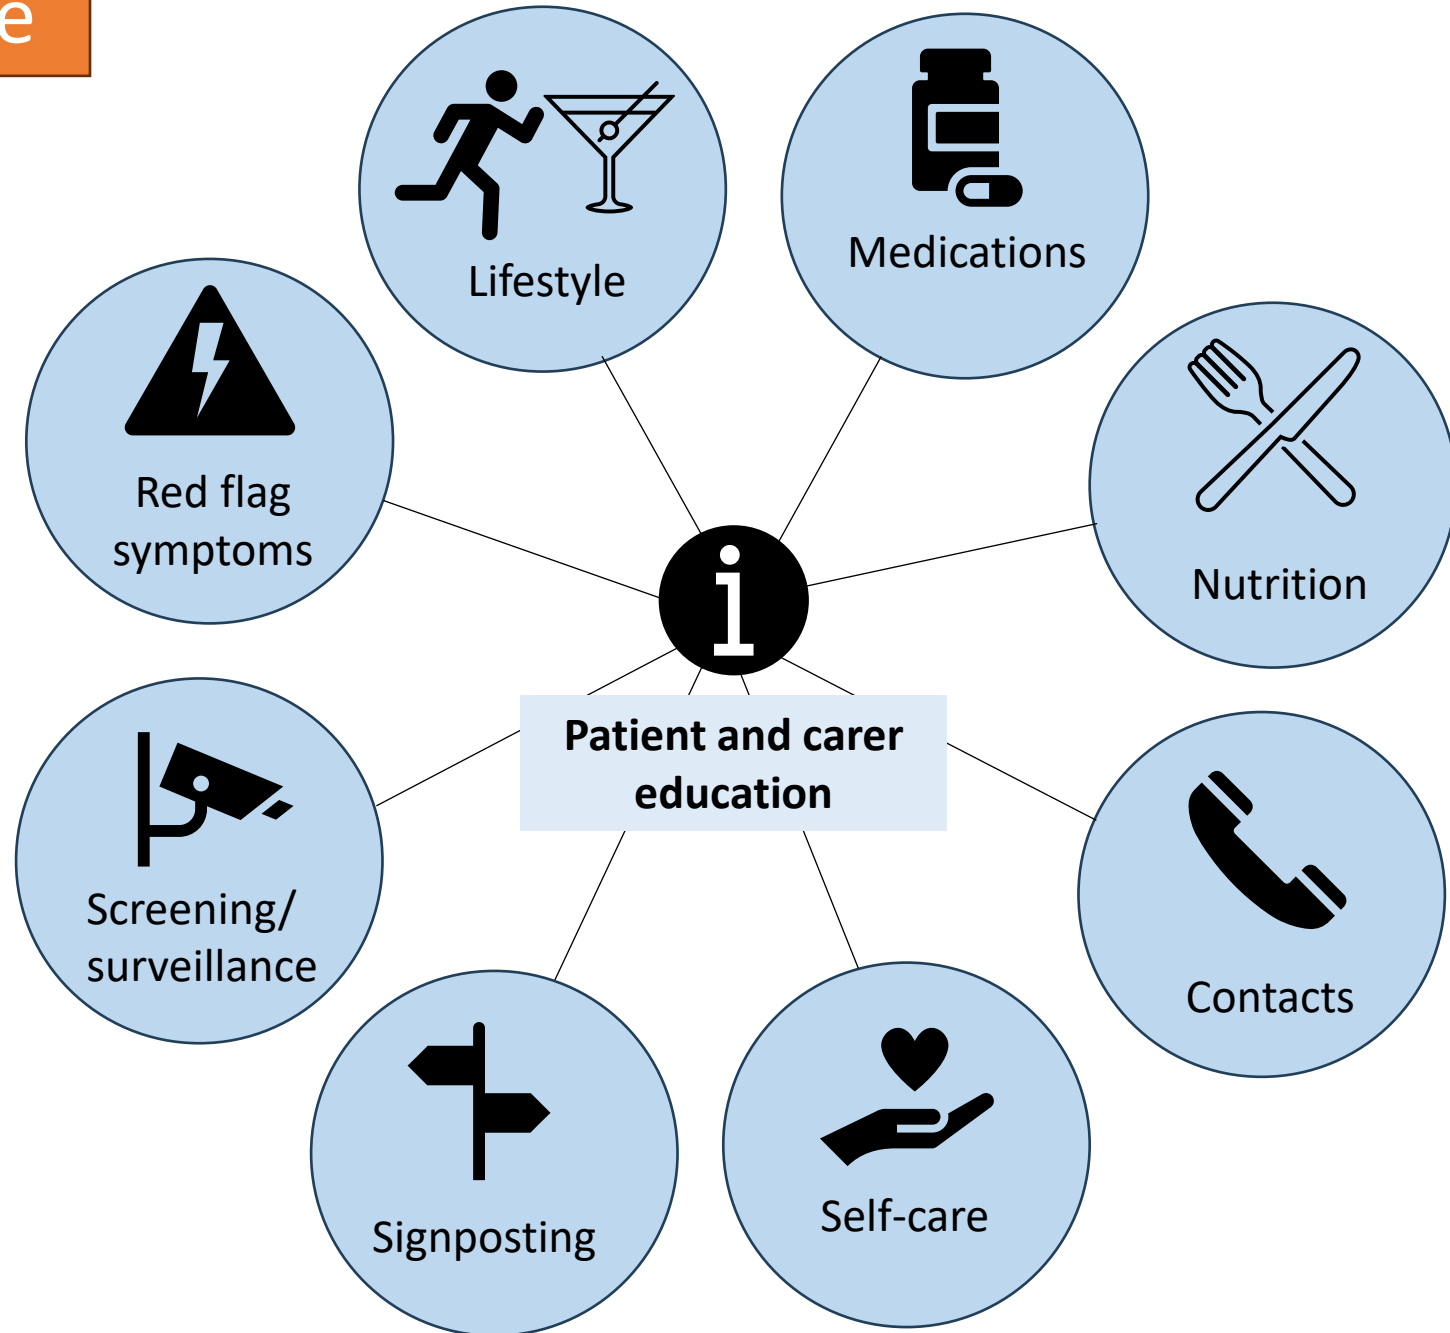 e
Lifestyle
Medications
Red flag
symptoms
Nutrition
i
Patient and carer
education
Screening/
surveillance
Contacts
Signposting
Self-care